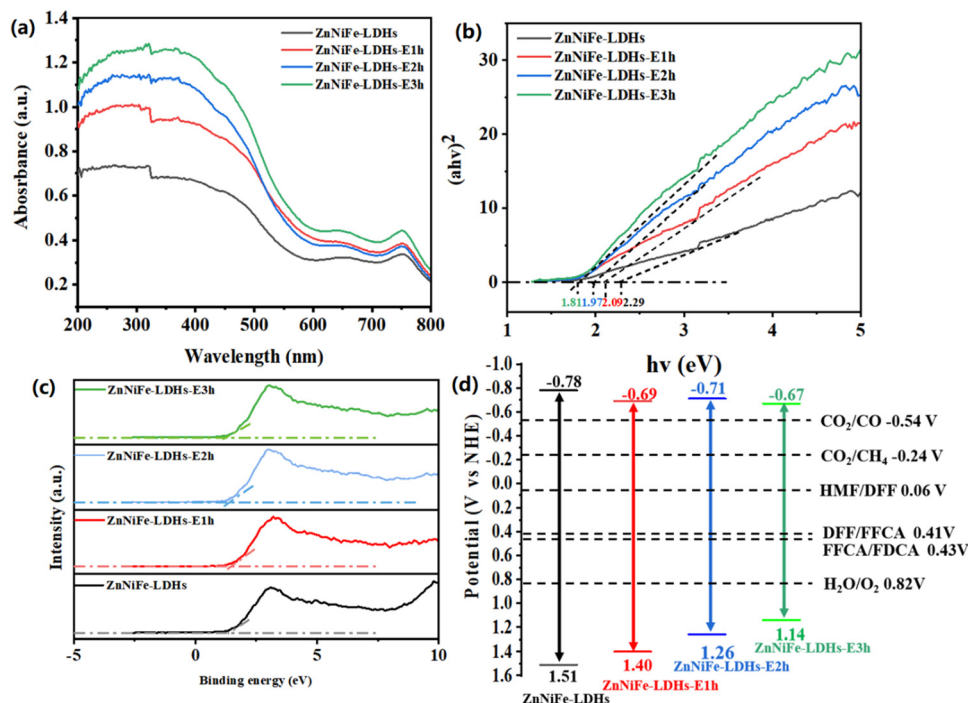 (a)
ZnNiFe-LDHs
ZnNiFe-LDHs-E1h
ZnNiFe-LDHs-E2h
ZnNiFe-LDHs-E3h
Absorbance (a.u.)
1.4
1.2
1.0
0.8
0.6
0.4
0.2
200 300 400 500 600 700 800
Wavelength (nm)
(b)
ZnNiFe-LDHs
ZnNiFe-LDHs-E1h
ZnNiFe-LDHs-E2h
ZnNiFe-LDHs-E3h
(ahv)²
30
20
10
0
1.81 1.97 2.09 2.29
1 2 3 4 5
hv (eV)
(c)
ZnNiFe-LDHs-E3h
ZnNiFe-LDHs-E2h
ZnNiFe-LDHs-E1h
ZnNiFe-LDHs
Intensity (a.u.)
-5 0 5 10
Binding energy (eV)
(d)
Potential (V vs NHE)
-1.0
-0.8
-0.6
-0.4
-0.2
0.0
0.4
0.6
0.8
1.0
1.2
1.4
1.6
-0.78
-0.69
-0.71
-0.67
CO₂/CO -0.54 V
CO₂/CH₄ -0.24 V
HMF/DFF 0.06 V
DFF/FFCA 0.41V
FFCA/FDCA 0.43V
H₂O/O₂ 0.82V
1.51
ZnNiFe-LDHs
1.40
ZnNiFe-LDHs-E1h
1.26
ZnNiFe-LDHs-E2h
1.14
ZnNiFe-LDHs-E3h